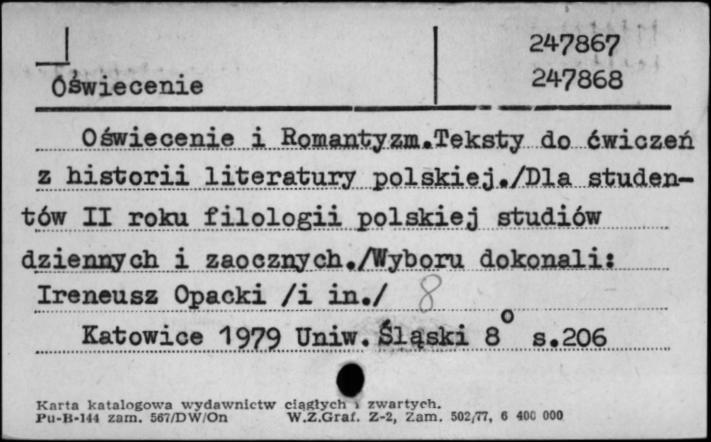 247867
Oświecenie
247868
Oświecenie i Romantyzm.Teksty do ćwiczeń
z historii literatury polskiej./Dla studen-
tów II roku filologii polskiej studiów
dziennych i zaocznych./Wyboru dokonali:
Ireneusz Opacki /i in./ 8
Katowice 1979 Uniw. Śląski 8° s.206
Karta katalogowa wydawnictw ciągłych i zwartych.
Pu-B-144 zam. 567/DW/On W.Z.Graf. Z-2, Zam. 502/77, 6 400 000